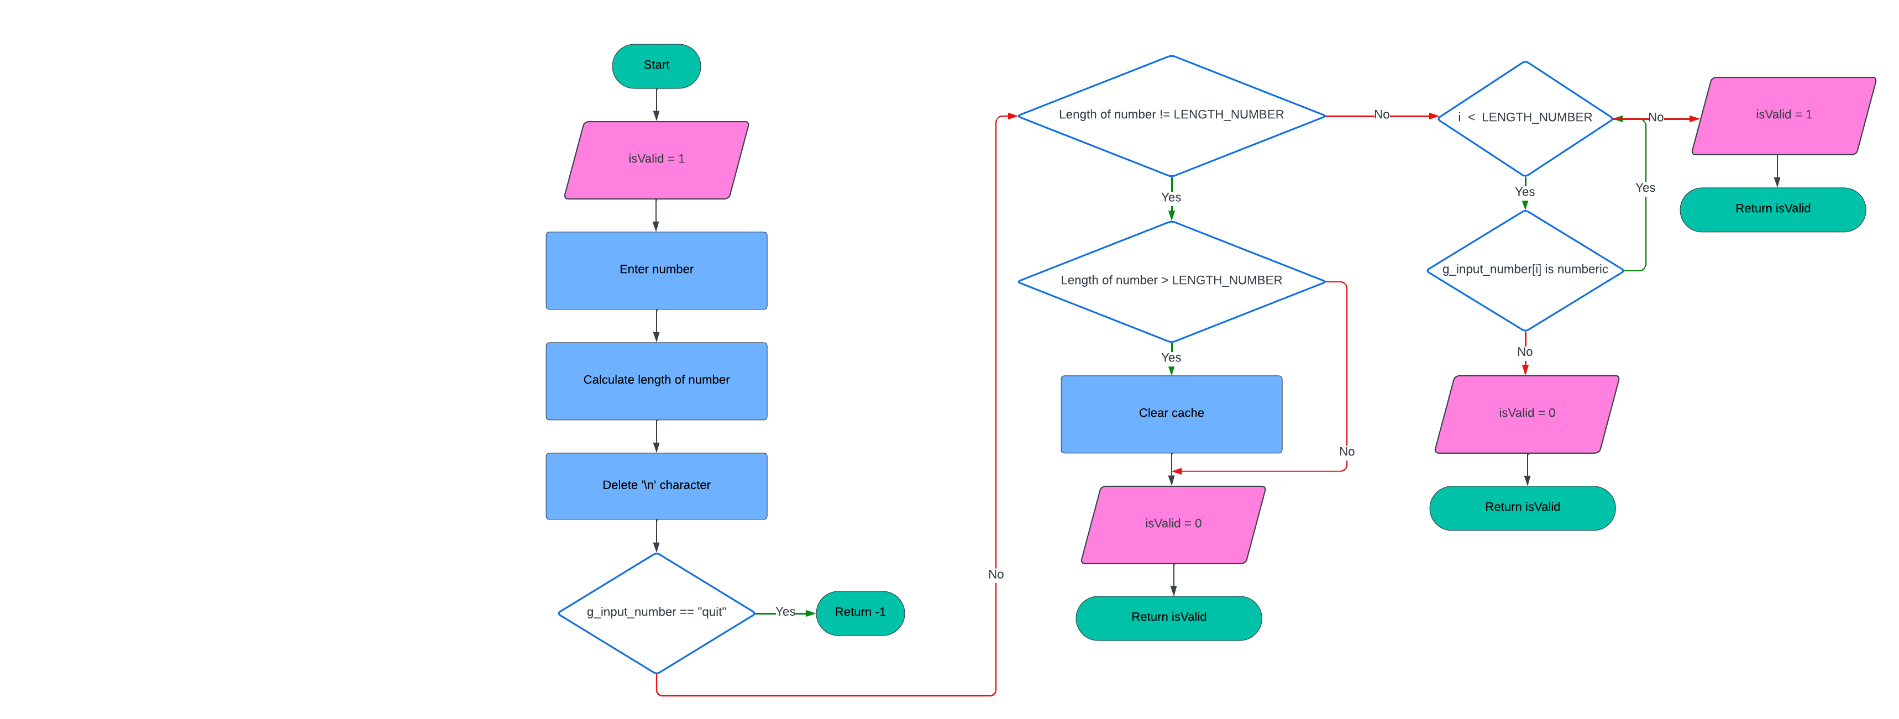 Start
isValid = 1
Enter number
Calculate length of number
Delete '\n' character
g_input_number == "quit"
Yes
Return -1
No
Length of number != LENGTH_NUMBER
No
Yes
Length of number > LENGTH_NUMBER
Yes
No
Clear cache
isValid = 0
Return isValid
i < LENGTH_NUMBER
No
Yes
Yes
g_input_number[i] is numberic
No
isValid = 0
Return isValid
isValid = 1
Return isValid